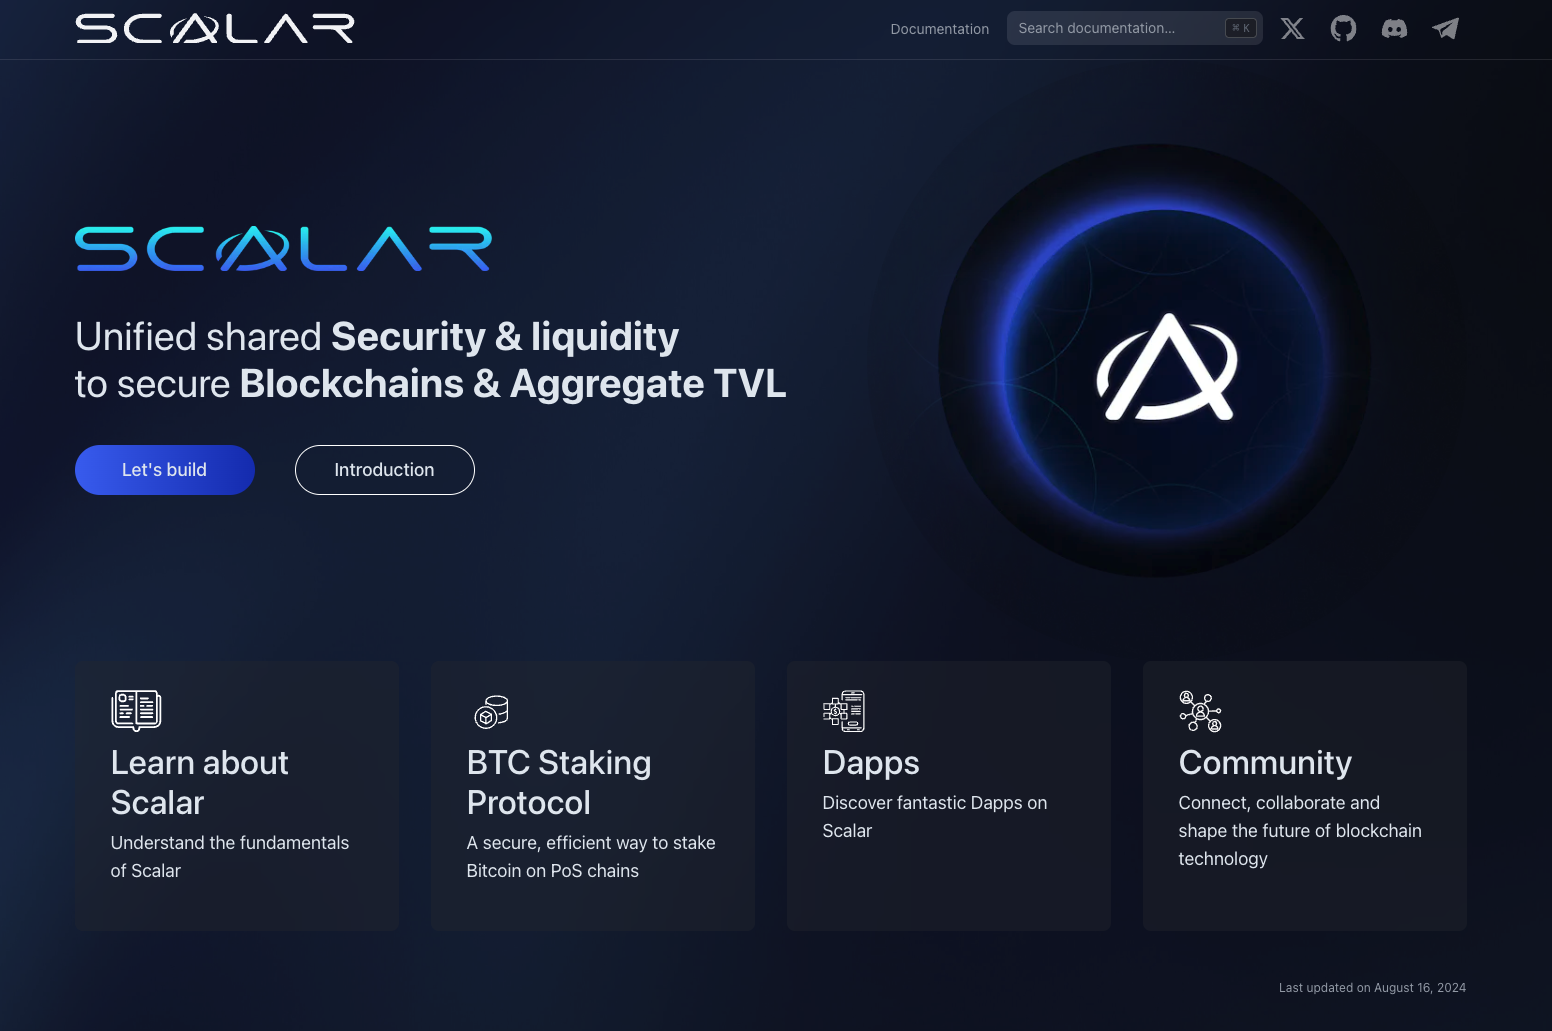 SCALAR
Documentation
Search documentation...
⌘ K
SCALAR
Unified shared Security & liquidity
to secure Blockchains & Aggregate TVL
Let's build
Introduction
Learn about
Scalar
Understand the fundamentals
of Scalar
BTC Staking
Protocol
A secure, efficient way to stake
Bitcoin on PoS chains
Dapps
Discover fantastic Dapps on
Scalar
Community
Connect, collaborate and
shape the future of blockchain
technology
Last updated on August 16, 2024